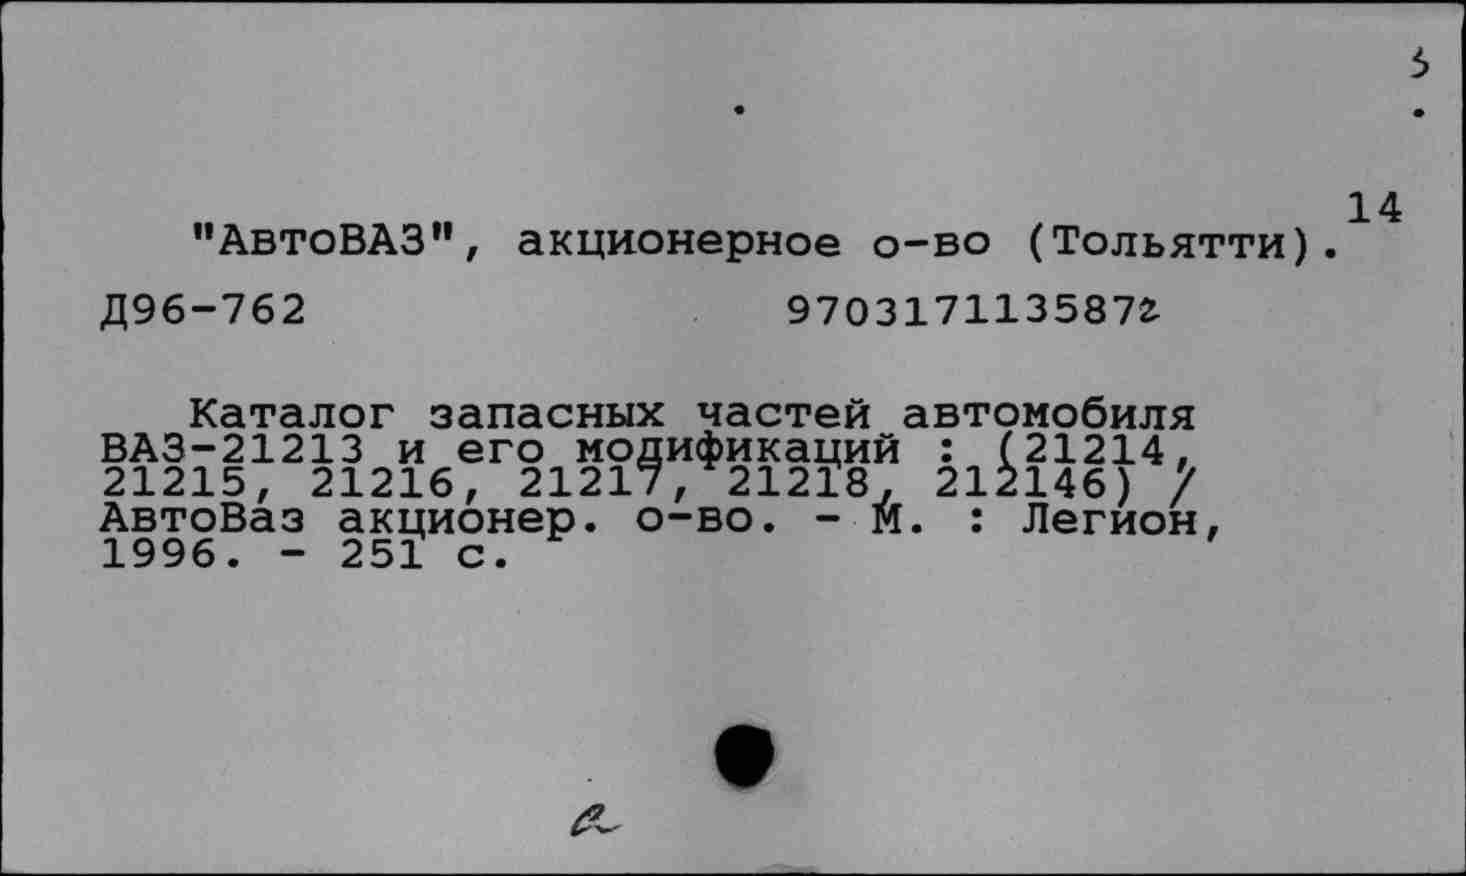 14
"АвтоВАЗ", акционерное о-во (Тольятти).
Д96-762 9703171135872
Каталог запасных частей автомобиля
ВАЗ-21213 и его модификаций : (21214,
21215, 21216, 21217, 21218, 212146) /
АвтоВаз акционер. о-во. - М. : Легион,
1996. - 251 с.